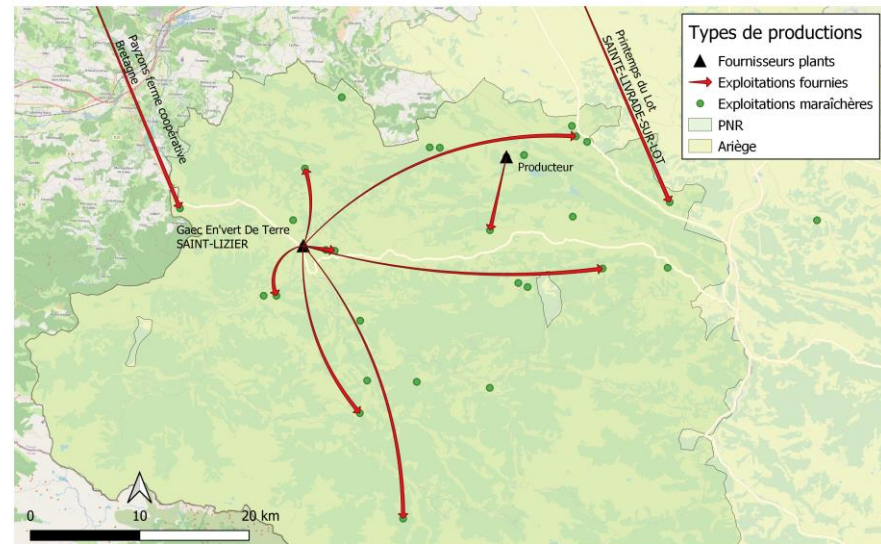 Types de productions
Fournisseurs plants
Exploitations fournies
Exploitations maraîchères
PNR
Ariège
Payzons ferme coopérative
Bretagne
Printemps du Lot
SAINTE-LIVRADE-SUR-LOT
Producteur
Gaec En'vert De Terre
SAINT-LIZIER
0 10 20 km